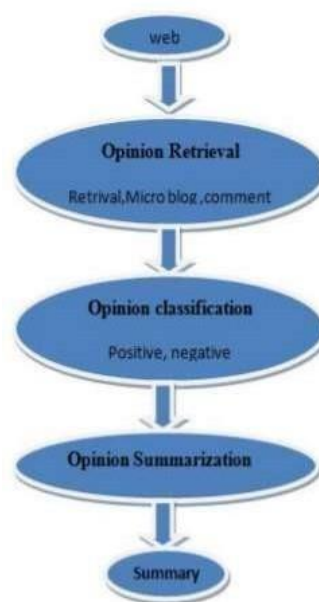 web
Opinion Retrieval
Retrival,Micro blog ,comment
Opinion classification
Positive, negative
Opinion Summarization
Summary